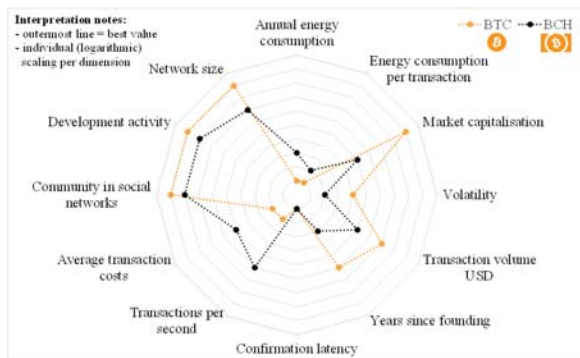 Interpretation notes:
- outermost line = best value
- individual (logarithmic)
scaling per dimension
BTC
BCH
Annual energy
consumption
Energy consumption
per transaction
Market capitalisation
Volatility
Transaction volume
USD
Years since founding
Confirmation latency
Transactions per
second
Average transaction
costs
Community in social
networks
Development activity
Network size